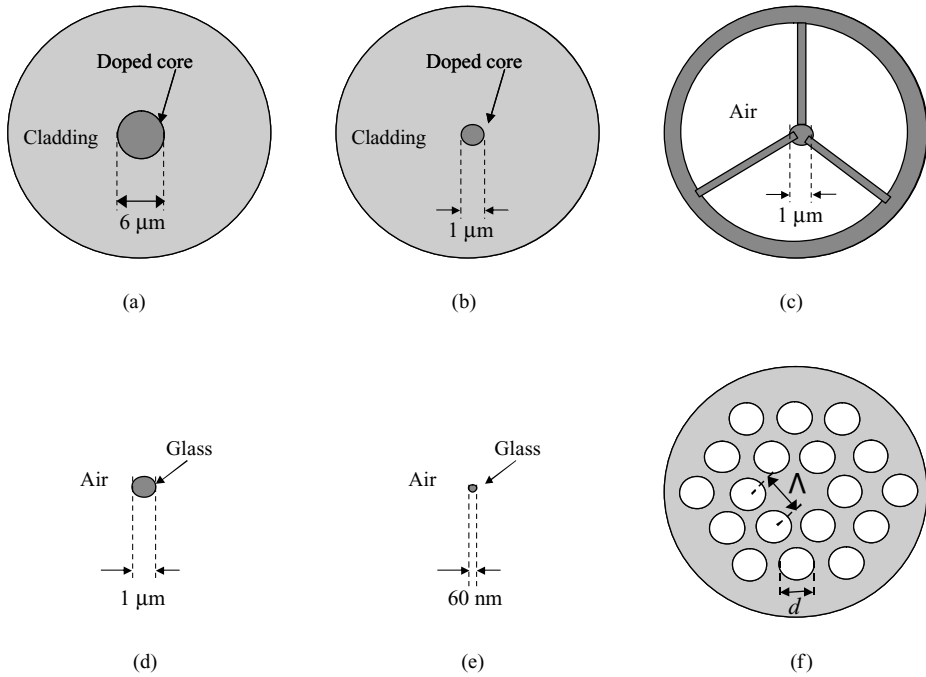 Doped core
Cladding
6 μm
(a)
Doped core
Cladding
1 μm
(b)
Air
1 μm
(c)
Air
Glass
1 μm
(d)
Air
Glass
60 nm
(e)
Λ
d
(f)